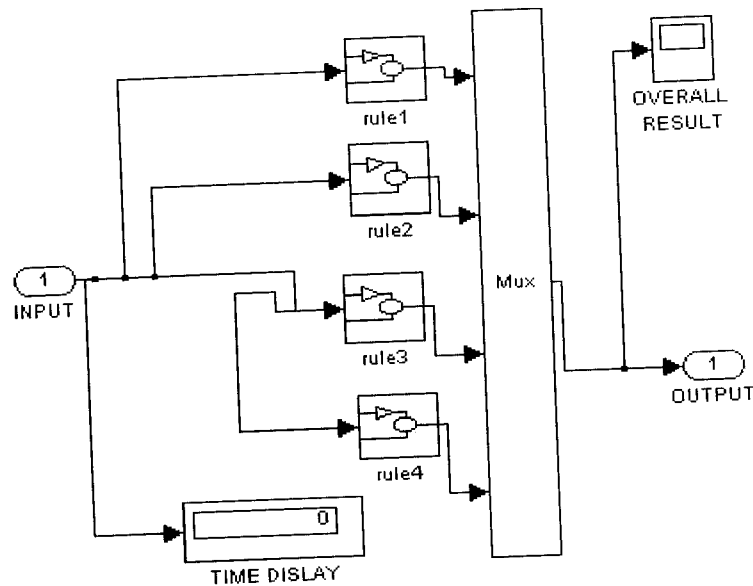 rule1
OVERALL
RESULT
rule2
1
INPUT
Mux
rule3
1
OUTPUT
rule4
0
TIME DISLAY